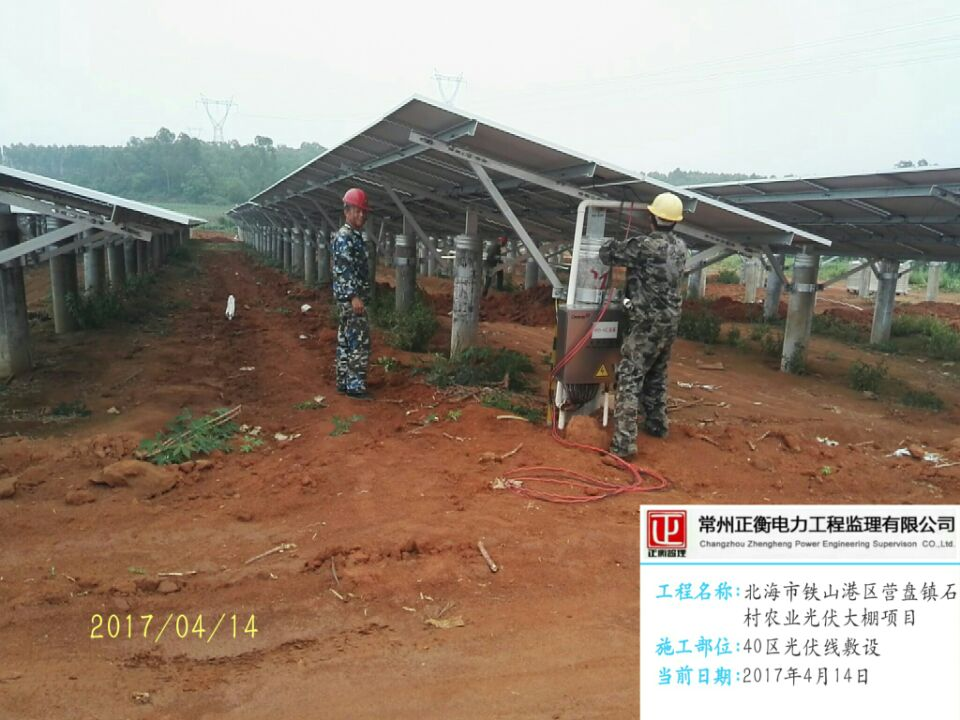 常州正衡电力工程监理有限公司
正衡监理
Changzhou Zhengheng Power Engineering Supervison CO.,Ltd.
工程名称:北海市铁山港区营盘镇石
村农业光伏大棚项目
施工部位:40区光伏线敷设
当前日期:2017年4月14日
2017/04/14